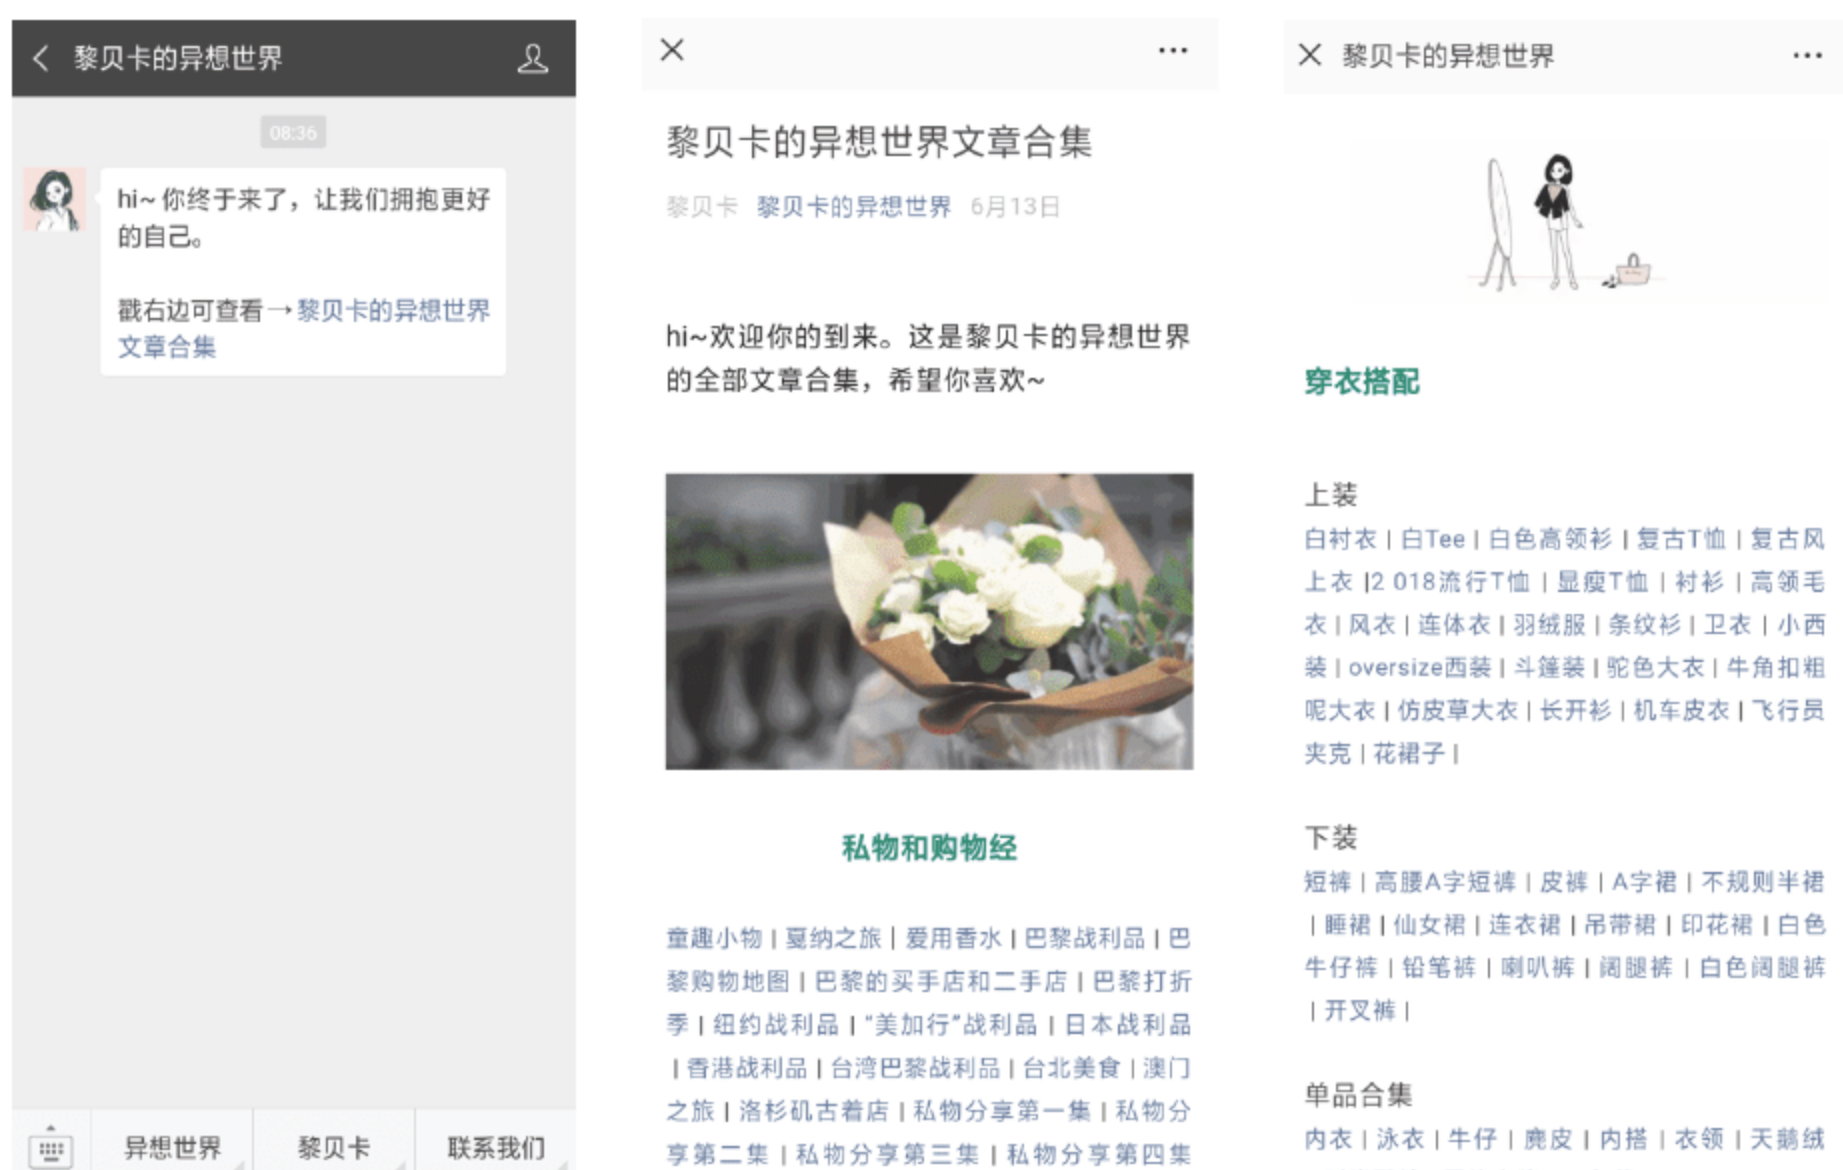 黎贝卡的异想世界
08:36
hi~ 你终于来了，让我们拥抱更好
的自己。
戳右边可查看→黎贝卡的异想世界
文章合集
异想世界
黎贝卡
联系我们
黎贝卡的异想世界文章合集
黎贝卡 黎贝卡的异想世界 6月13日
hi~欢迎你的到来。这是黎贝卡的异想世界
的全部文章合集，希望你喜欢~
私物和购物经
童趣小物 | 戛纳之旅 | 爱用香水 | 巴黎战利品 | 巴
黎购物地图 | 巴黎的买手店和二手店 | 巴黎打折
季 | 纽约战利品 | “美加行”战利品 | 日本战利品
| 香港战利品 | 台湾巴黎战利品 | 台北美食 | 澳门
之旅 | 洛杉矶古着店 | 私物分享第一集 | 私物分
享第二集 | 私物分享第三集 | 私物分享第四集
黎贝卡的异想世界
穿衣搭配
上装
白衬衣 | 白Tee | 白色高领衫 | 复古T恤 | 复古风
上衣 |2 018流行T恤 | 显瘦T恤 | 衬衫 | 高领毛
衣 | 风衣 | 连体衣 | 羽绒服 | 条纹衫 | 卫衣 | 小西
装 | oversize西装 | 斗篷装 | 驼色大衣 | 牛角扣粗
呢大衣 | 仿皮草大衣 | 长开衫 | 机车皮衣 | 飞行员
夹克 | 花裙子 |
下装
短裤 | 高腰A字短裤 | 皮裤 | A字裙 | 不规则半裙
| 睡裙 | 仙女裙 | 连衣裙 | 吊带裙 | 印花裙 | 白色
牛仔裤 | 铅笔裤 | 喇叭裤 | 阔腿裤 | 白色阔腿裤
| 开叉裤 |
单品合集
内衣 | 泳衣 | 牛仔 | 麂皮 | 内搭 | 衣领 | 天鹅绒